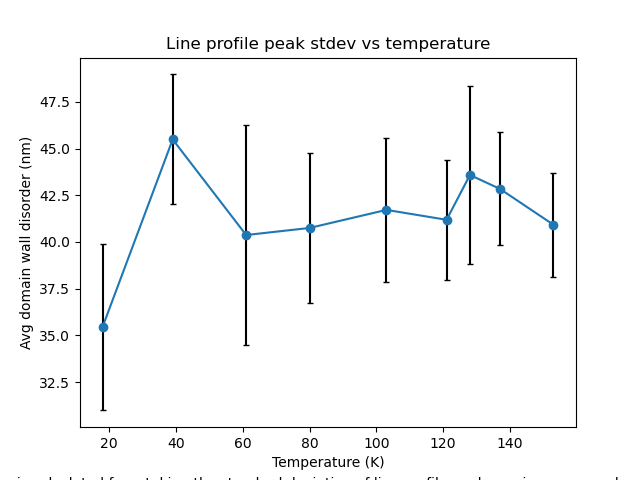 Line profile peak stdev vs temperature
47.5
45.0
42.5
40.0
37.5
35.0
32.5
Avg domain wall disorder (nm)
20 40 60 80 100 120 140
Temperature (K)